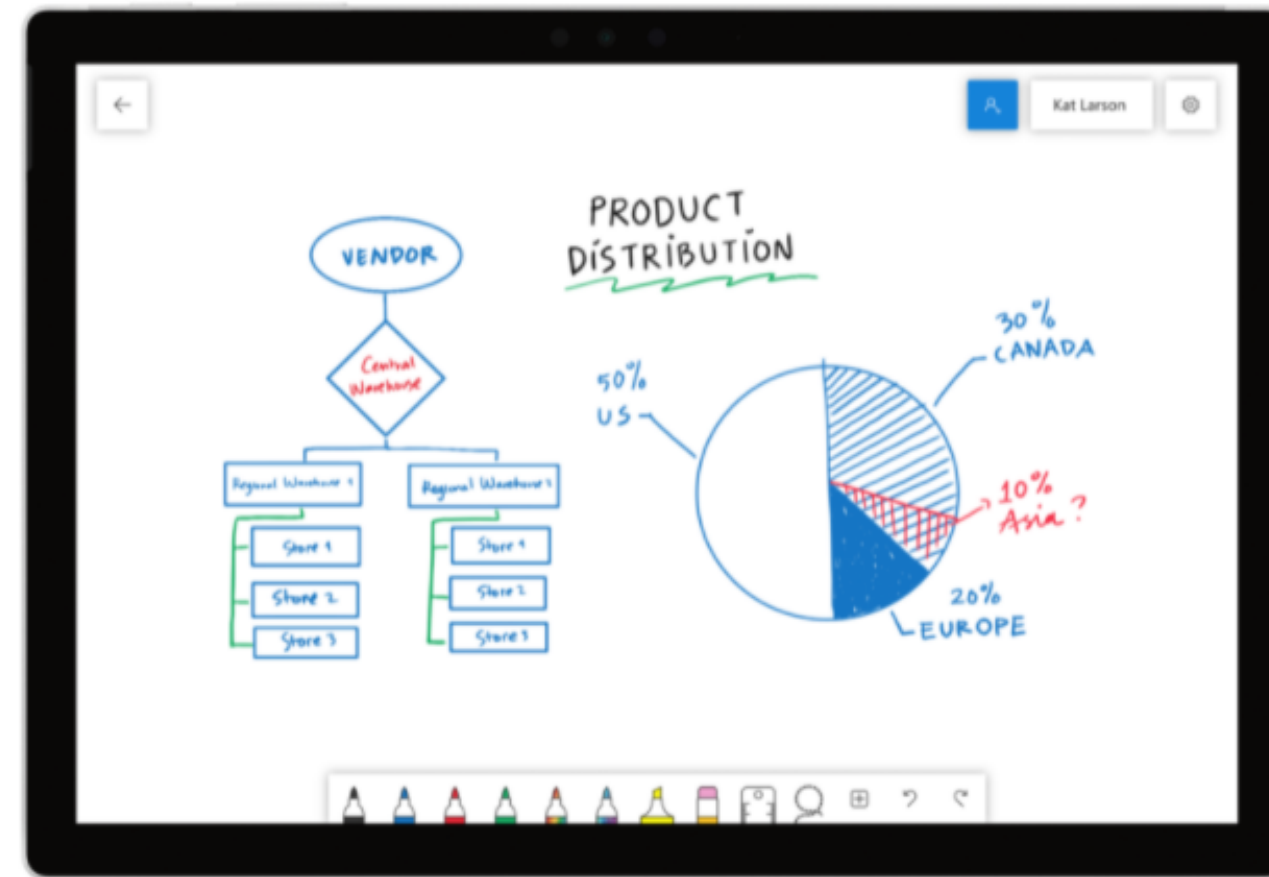 Kat Larson
PRODUCT
DISTRIBUTION
VENDOR
Central
Warehouse
Regional Warehouse 1
Regional Warehouse 2
Store 1
Store 2
Store 3
Store 1
Store 2
Store 3
50%
US
30%
CANADA
10%
Asia?
20%
EUROPE